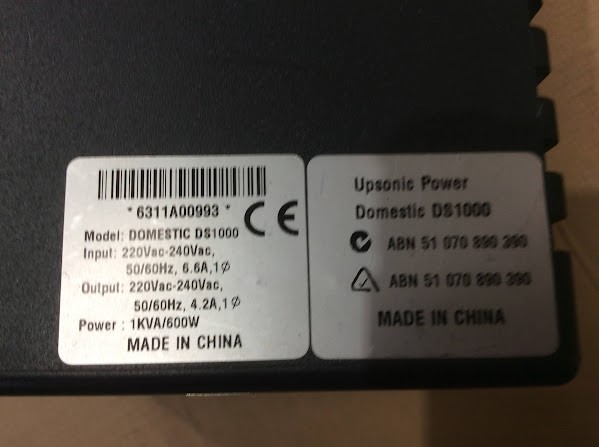 * 6311A00993 *
CE
Model: DOMESTIC DS1000
Input: 220Vac-240Vac,
50/60Hz, 6.6A,1Ø
Output: 220Vac-240Vac,
50/60Hz, 4.2A,1Ø
Power : 1KVA/600W
MADE IN CHINA
Upsonic Power
Domestic DS1000
ABN 51 070 890 390
ABN 51 070 890 390
MADE IN CHINA